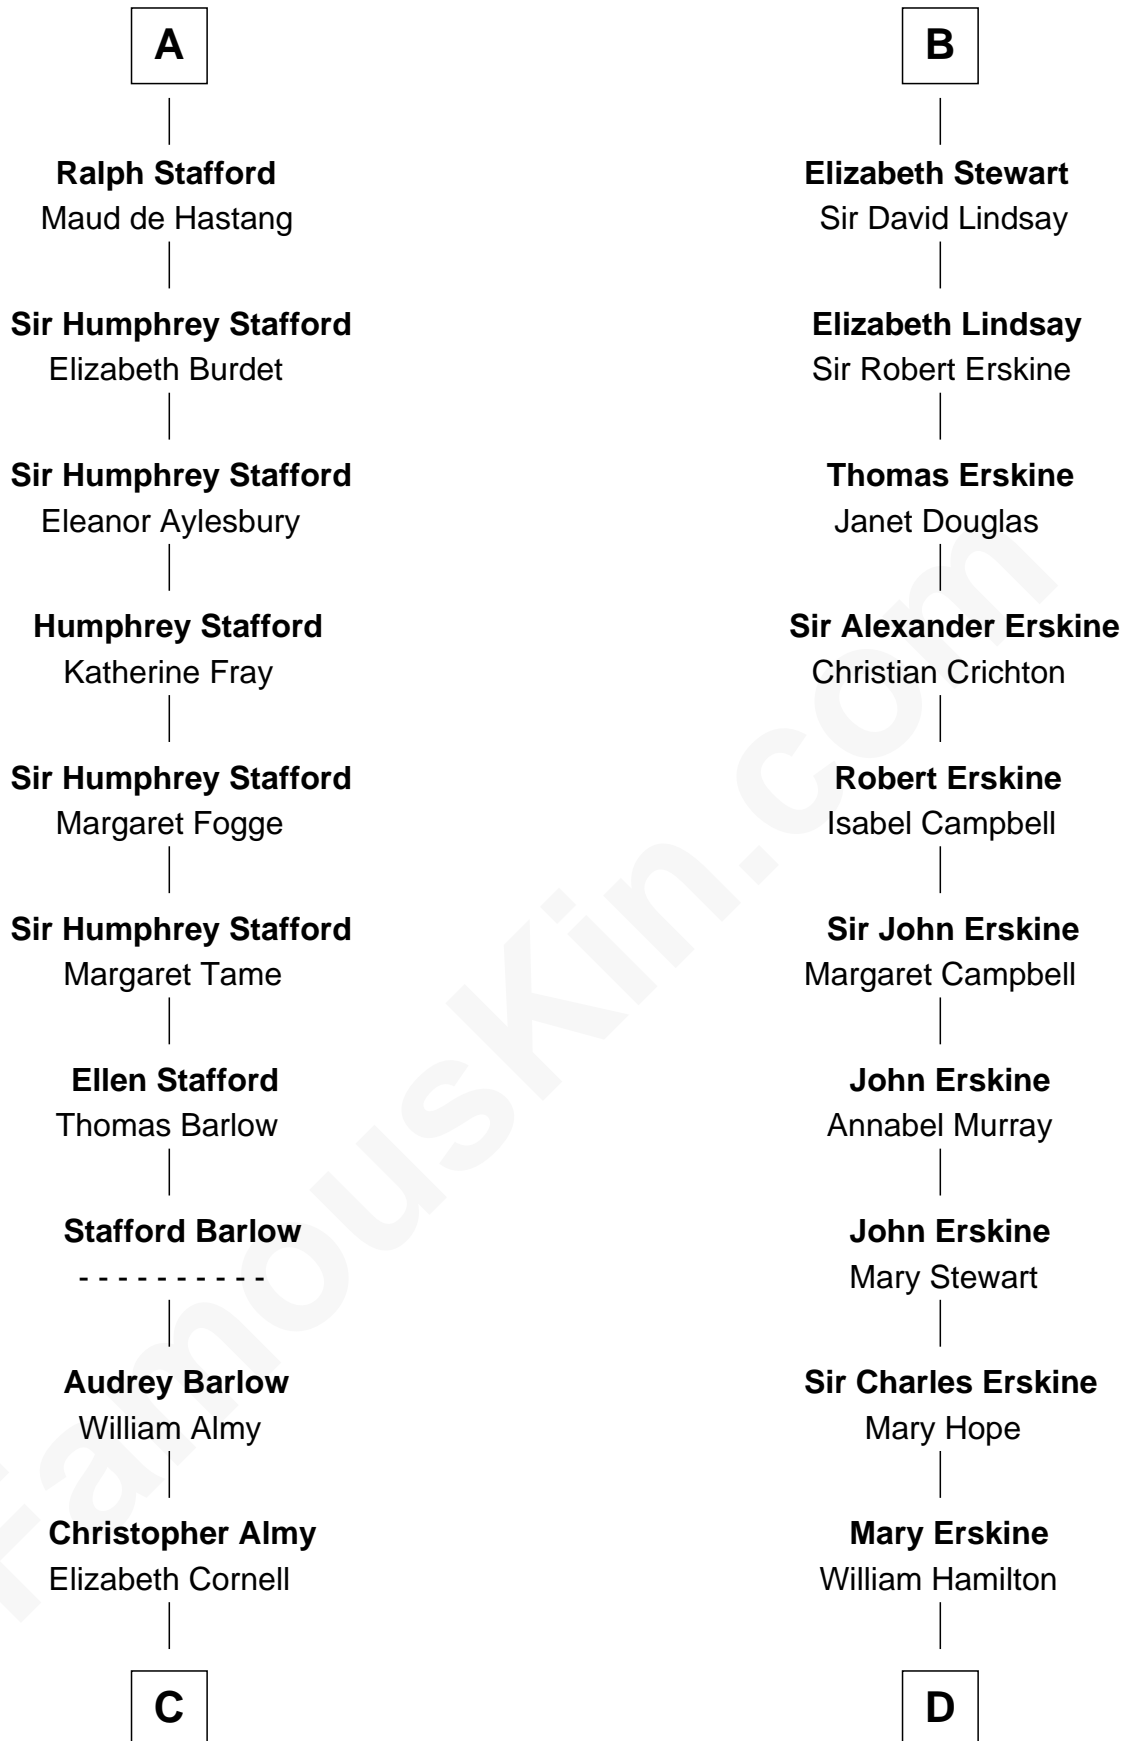 A
Ralph Stafford
Maud de Hastang
Sir Humphrey Stafford
Elizabeth Burdet
Sir Humphrey Stafford
Eleanor Aylesbury
Humphrey Stafford
Katherine Fray
Sir Humphrey Stafford
Margaret Fogge
Sir Humphrey Stafford
Margaret Tame
Ellen Stafford
Thomas Barlow
Stafford Barlow
- - - - - - - - - -
Audrey Barlow
William Almy
Christopher Almy
Elizabeth Cornell
C
B
Elizabeth Stewart
Sir David Lindsay
Elizabeth Lindsay
Sir Robert Erskine
Thomas Erskine
Janet Douglas
Sir Alexander Erskine
Christian Crichton
Robert Erskine
Isabel Campbell
Sir John Erskine
Margaret Campbell
John Erskine
Annabel Murray
John Erskine
Mary Stewart
Sir Charles Erskine
Mary Hope
Mary Erskine
William Hamilton
D
FamousKin.com